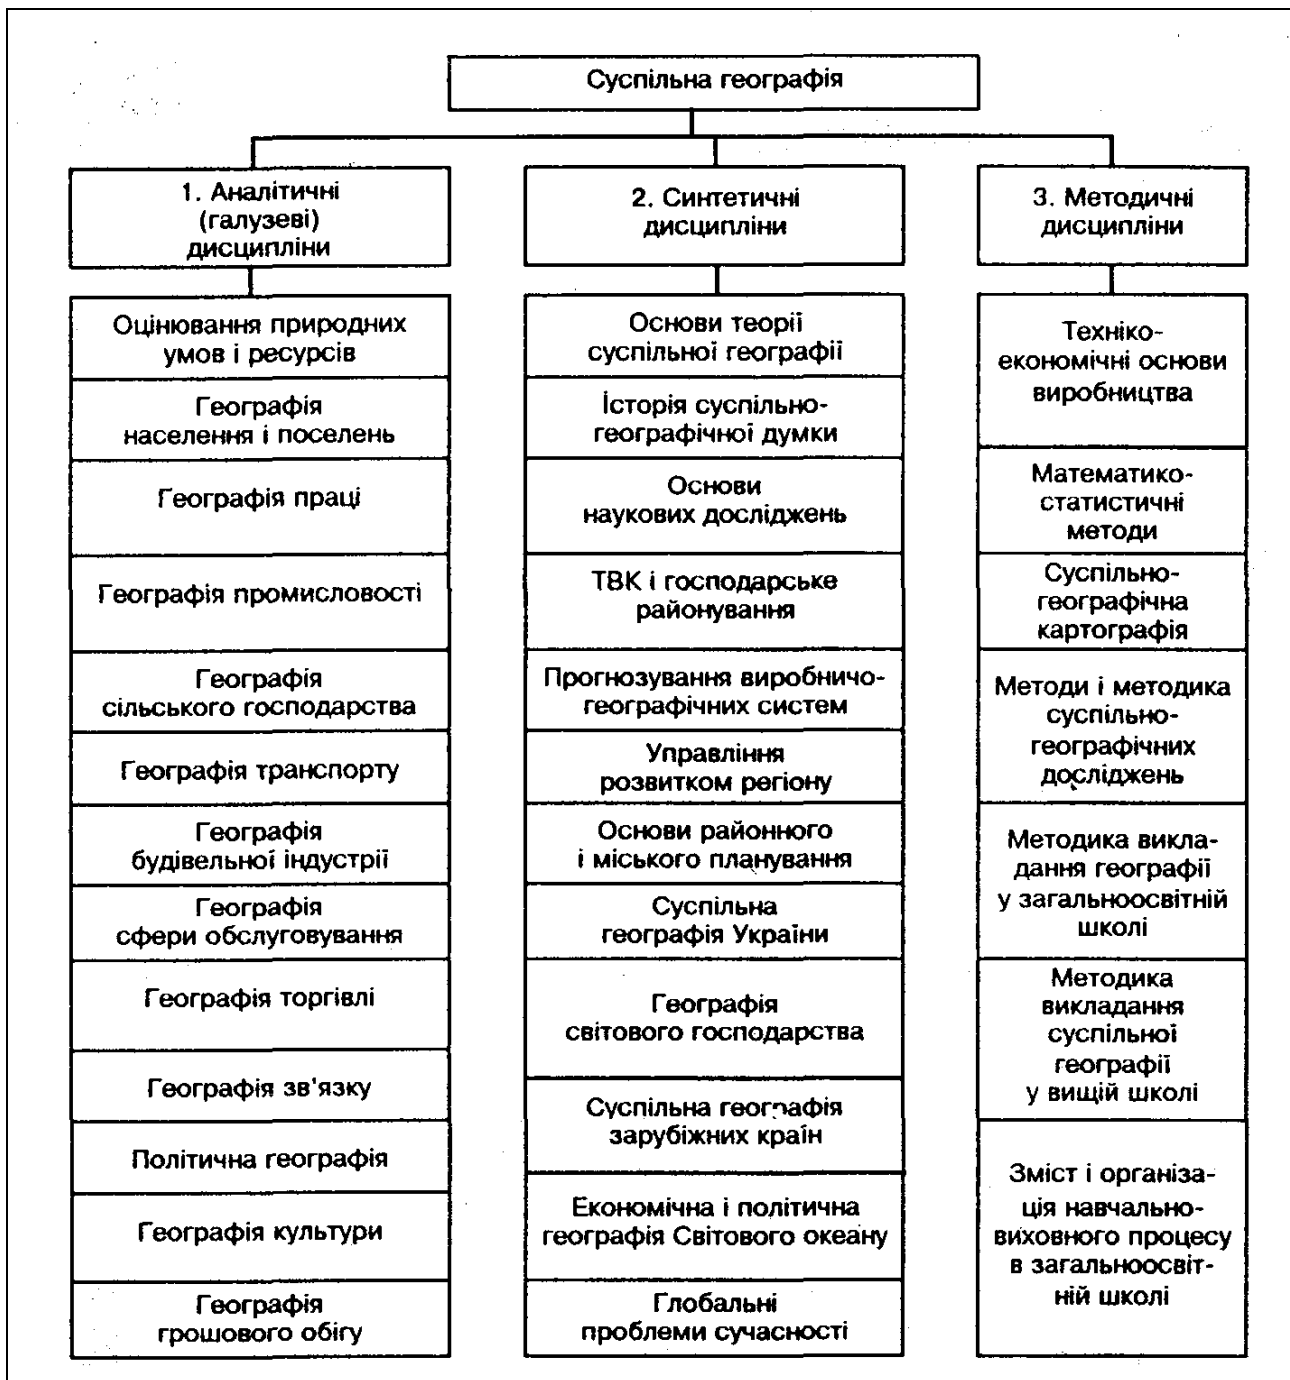 Суспільна географія
1. Аналітичні
(галузеві)
дисципліни
Оцінювання природних
умов і ресурсів
Географія
населення і поселень
Географія праці
Географія промисловості
Географія
сільського господарства
Географія транспорту
Географія
будівельної індустрії
Географія
сфери обслуговування
Географія торгівлі
Географія зв'язку
Політична географія
Географія культури
Географія
грошового обігу
2. Синтетичні
дисципліни
Основи теорії
суспільної географії
Історія суспільно-
географічної думки
Основи
наукових досліджень
ТВК і господарське
районування
Прогнозування виробничо-
географічних систем
Управління
розвитком регіону
Основи районного
і міського планування
Суспільна
географія України
Географія
світового господарства
Суспільна географія
зарубіжних країн
Економічна і політична
географія Світового океану
Глобальні
проблеми сучасності
3. Методичні
дисципліни
Техніко-
економічні основи
виробництва
Математико-
статистичні
методи
Суспільно-
географічна
картографія
Методи і методика
суспільно-
географічних
досліджень
Методика викла-
дання географії
у загальноосвітній
школі
Методика
викладання
суспільної
географії
у вищій школі
Зміст і організа-
ція навчально-
виховного процесу
в загальноосвіт-
ній школі